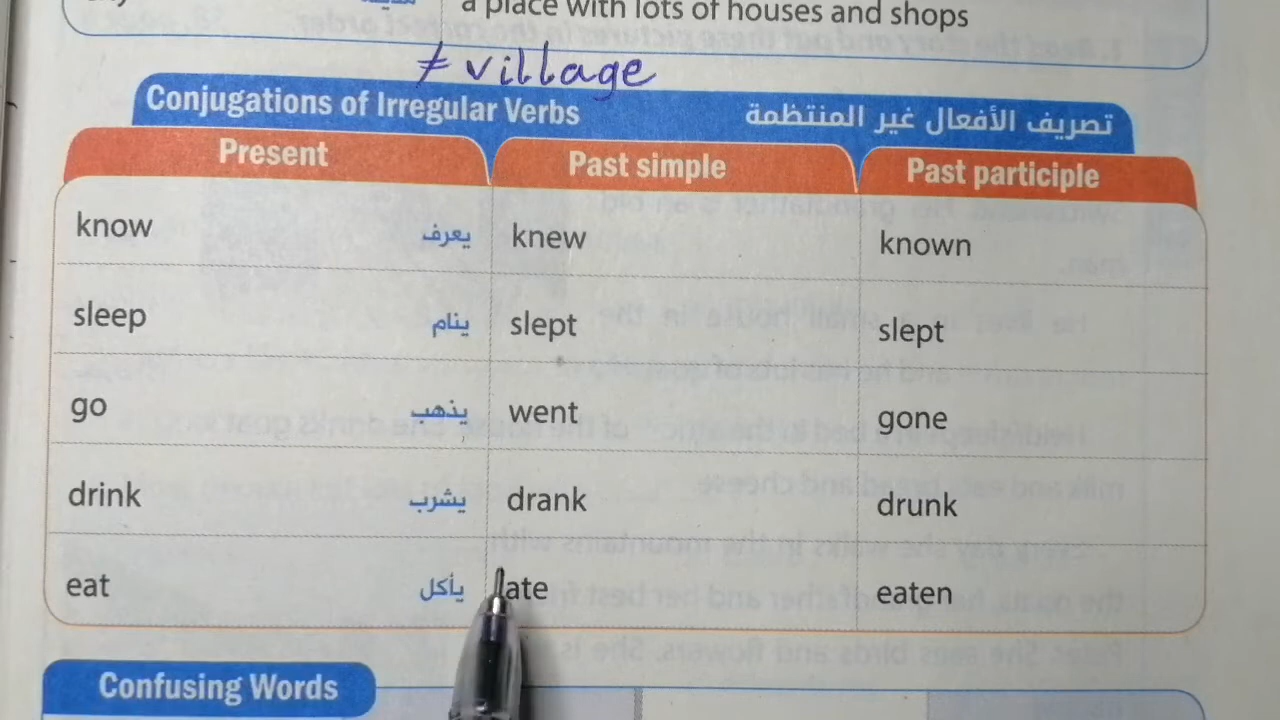 a place with lots of houses and shops
≠ village
Conjugations of Irregular Verbs تصريف الأفعال غير المنتظمة
Present Past simple Past participle
know يعرف knew known
sleep ينام slept slept
go يذهب went gone
drink يشرب drank drunk
eat يأكل ate eaten
Confusing Words